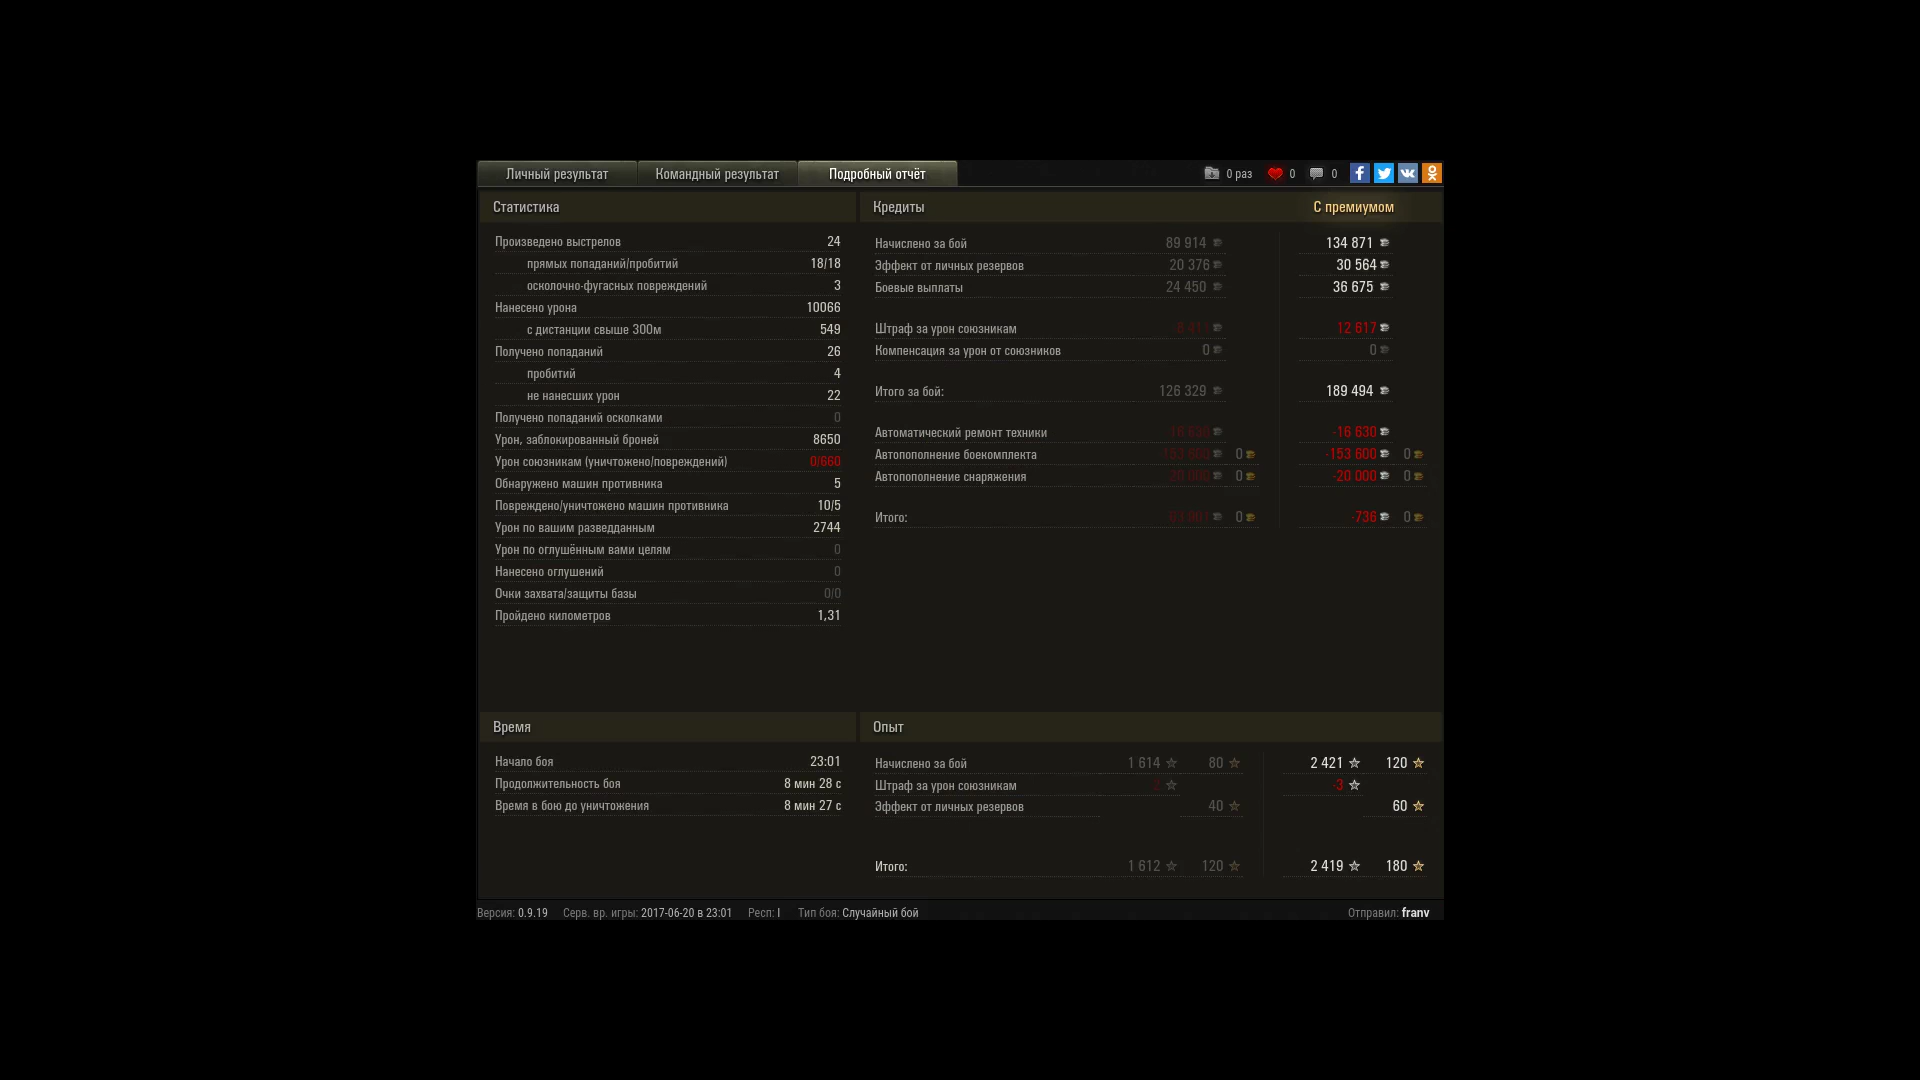 Личный результат Командный результат Подробный отчёт 0 раз 0 0
Статистика
Произведено выстрелов 24
прямых попаданий/пробитий 18/18
осколочно-фугасных повреждений 3
Нанесено урона 10066
с дистанции свыше 300м 549
Получено попаданий 26
пробитий 4
не нанесших урон 22
Получено попаданий осколками 0
Урон, заблокированный броней 8650
Урон союзникам (уничтожено/повреждений) 0/660
Обнаружено машин противника 5
Повреждено/уничтожено машин противника 10/5
Урон по вашим разведданным 2744
Урон по оглушённым вами целям 0
Нанесено оглушений 0
Очки захвата/защиты базы 0/0
Пройдено километров 1,31
Кредиты С премиумом
Начислено за бой 89 914 134 871
Эффект от личных резервов 20 376 30 564
Боевые выплаты 24 450 36 675
Штраф за урон союзникам 12 617
Компенсация за урон от союзников 0 0
Итого за бой: 126 329 189 494
Автоматический ремонт техники -16 630 -16 630
Автопополнение боекомплекта -153 600 0 -153 600 0
Автопополнение снаряжения -20 000 0 -20 000 0
Итого: 0 -736 0
Время
Начало боя 23:01
Продолжительность боя 8 мин 28 с
Время в бою до уничтожения 8 мин 27 с
Опыт
Начислено за бой 1 614 80 2 421 120
Штраф за урон союзникам -3
Эффект от личных резервов 40 60
Итого: 1 612 120 2 419 180
Версия: 0.9.19 Серв. вр. игры: 2017-06-20 в 23:01 Респ: I Тип боя: Случайный бой Отправил: franv